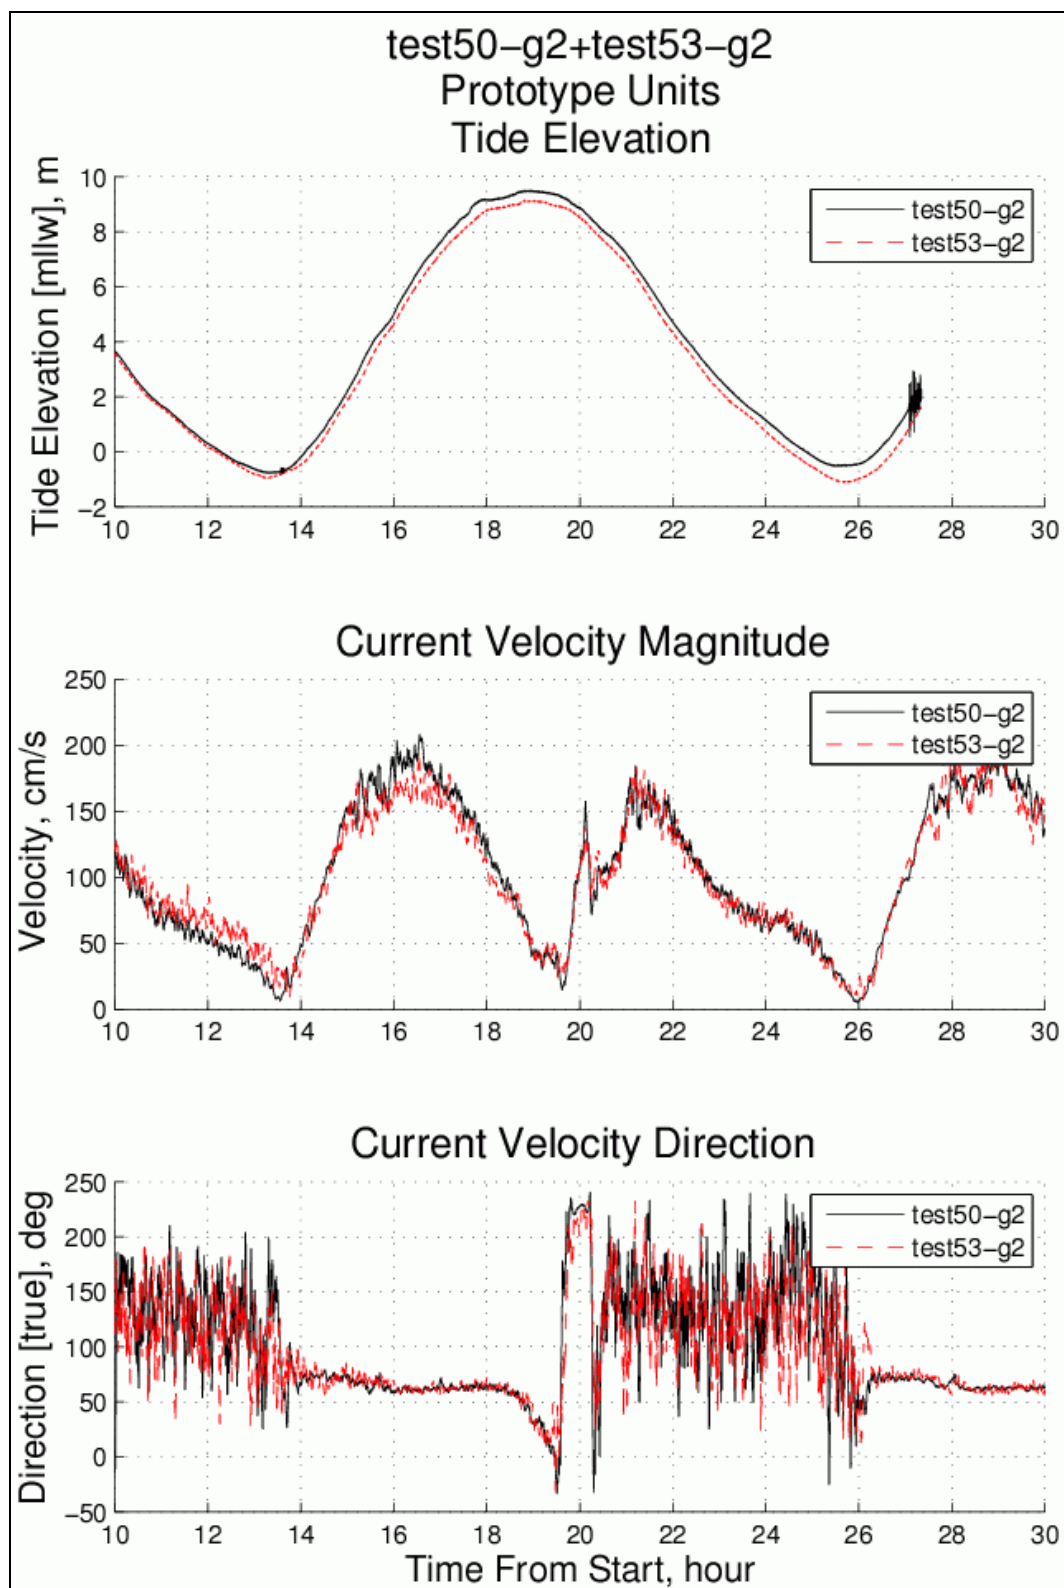 test50-g2+test53-g2
Prototype Units
Tide Elevation
Tide Elevation [mllw], m
10
8
6
4
2
0
-2
test50-g2
test53-g2
10 12 14 16 18 20 22 24 26 28 30
Current Velocity Magnitude
Velocity, cm/s
250
200
150
100
50
0
test50-g2
test53-g2
10 12 14 16 18 20 22 24 26 28 30
Current Velocity Direction
Direction [true], deg
250
200
150
100
50
0
-50
test50-g2
test53-g2
10 12 14 16 18 20 22 24 26 28 30
Time From Start, hour